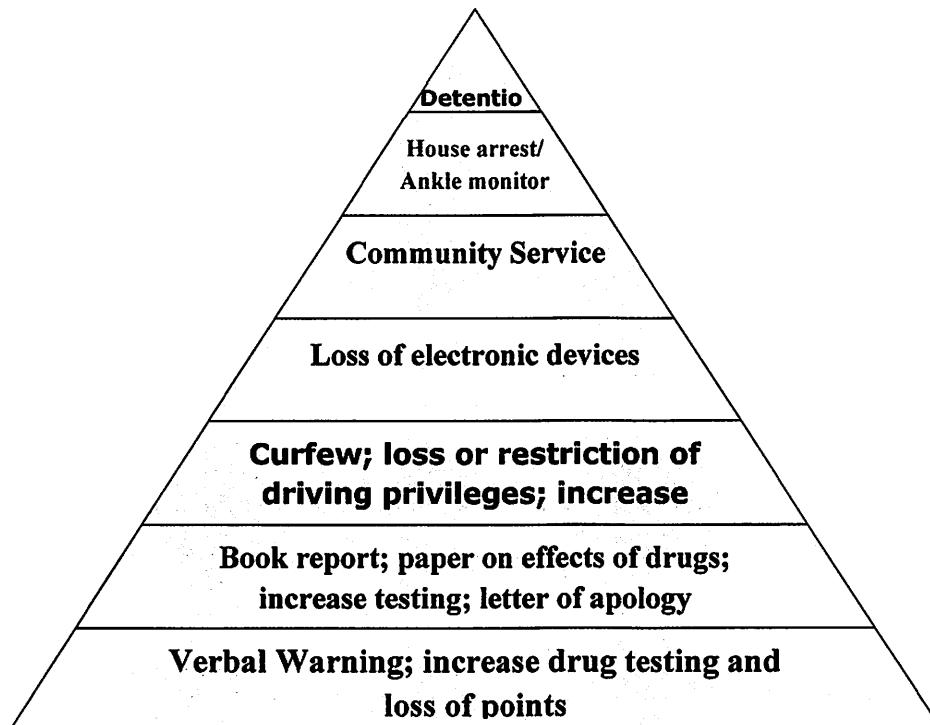 Detentio
House arrest/
Ankle monitor
Community Service
Loss of electronic devices
Curfew; loss or restriction of
driving privileges; increase
Book report; paper on effects of drugs;
increase testing; letter of apology
Verbal Warning; increase drug testing and
loss of points